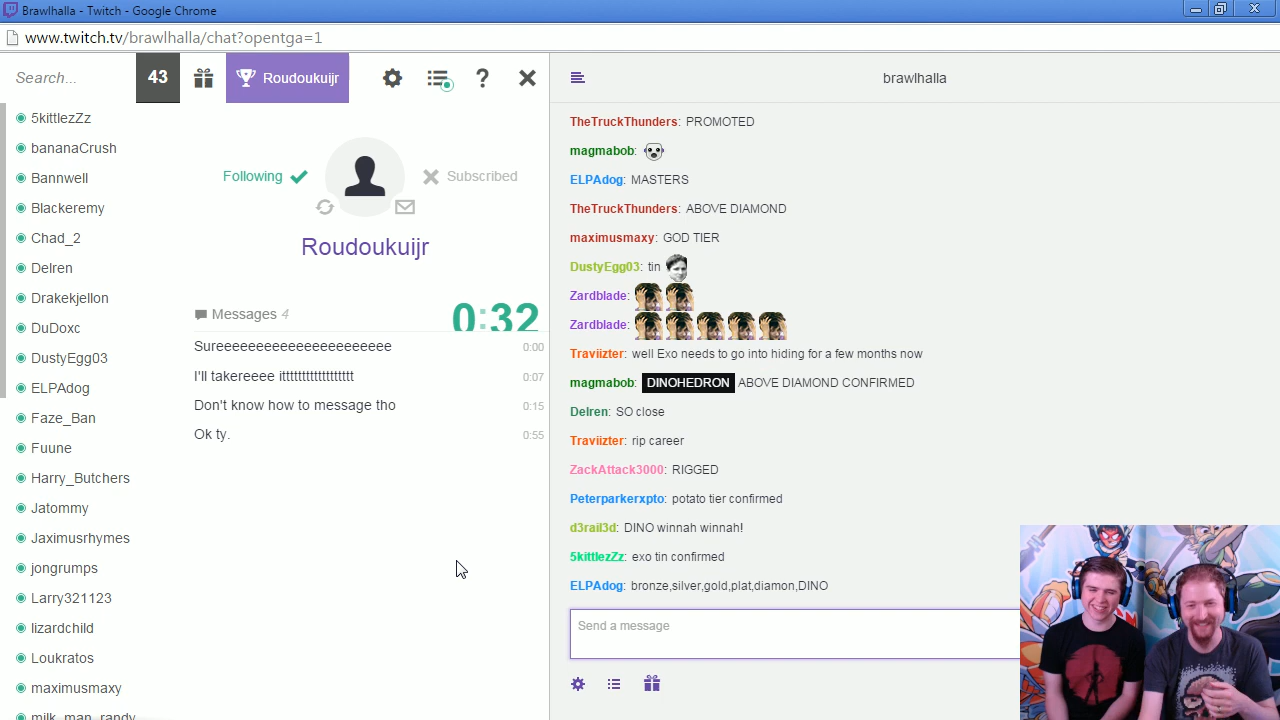 Brawlhalla - Twitch - Google Chrome
www.twitch.tv/brawlhalla/chat?opentga=1
Search...
43
Roudoukuijr
?
5kittlezZz
bananaCrush
Bannwell
Blackeremy
Chad_2
Delren
Drakekjellon
DuDoxc
DustyEgg03
ELPAdog
Faze_Ban
Fuune
Harry_Butchers
Jatommy
Jaximusrhymes
jongrumps
Larry321123
lizardchild
Loukratos
maximusmaxy
milk_man_randy
Following
Subscribed
Roudoukuijr
Messages 4
0:32
Sureeeeeeeeeeeeeeeeeeeeee 0:00
I'll takereeee itttttttttttttttttt 0:07
Don't know how to message tho 0:15
Ok ty. 0:55
brawlhalla
TheTruckThunders: PROMOTED
magmabob:
ELPAdog: MASTERS
TheTruckThunders: ABOVE DIAMOND
maximusmaxy: GOD TIER
DustyEgg03: tin
Zardblade:
Zardblade:
Traviizter: well Exo needs to go into hiding for a few months now
magmabob: DINOHEDRON ABOVE DIAMOND CONFIRMED
Delren: SO close
Traviizter: rip career
ZackAttack3000: RIGGED
Peterparkerxpto: potato tier confirmed
d3rail3d: DINO winnah winnah!
5kittlezZz: exo tin confirmed
ELPAdog: bronze,silver,gold,plat,diamon,DINO
Send a message